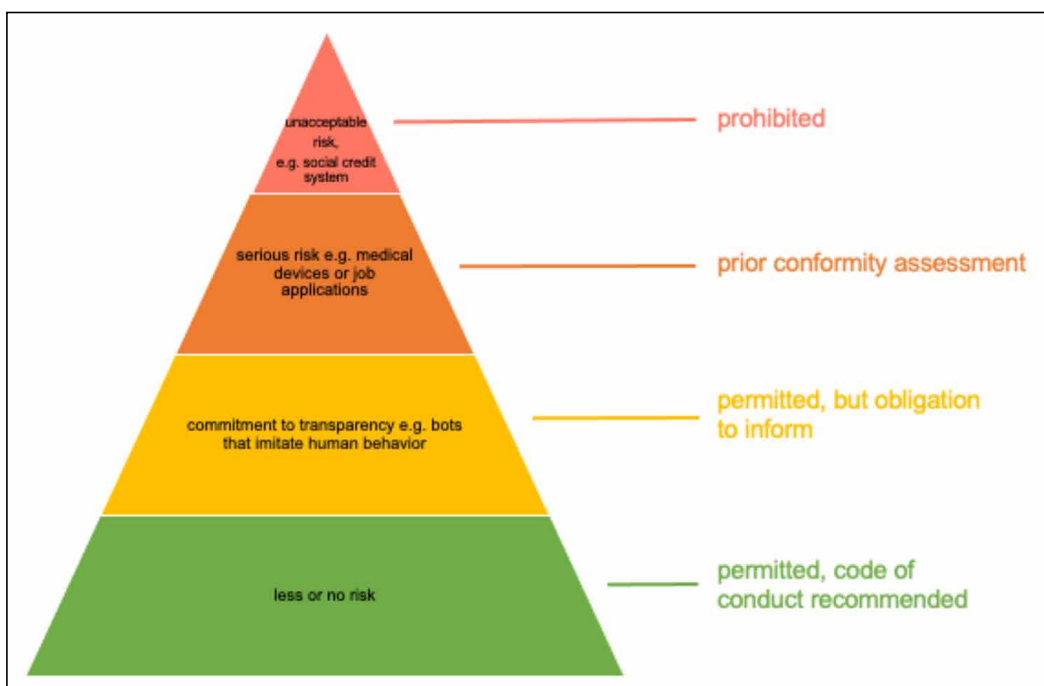 unacceptable
risk,
e.g. social credit
system
prohibited
serious risk e.g. medical
devices or job
applications
prior conformity assessment
commitment to transparency e.g. bots
that imitate human behavior
permitted, but obligation
to inform
less or no risk
permitted, code of
conduct recommended